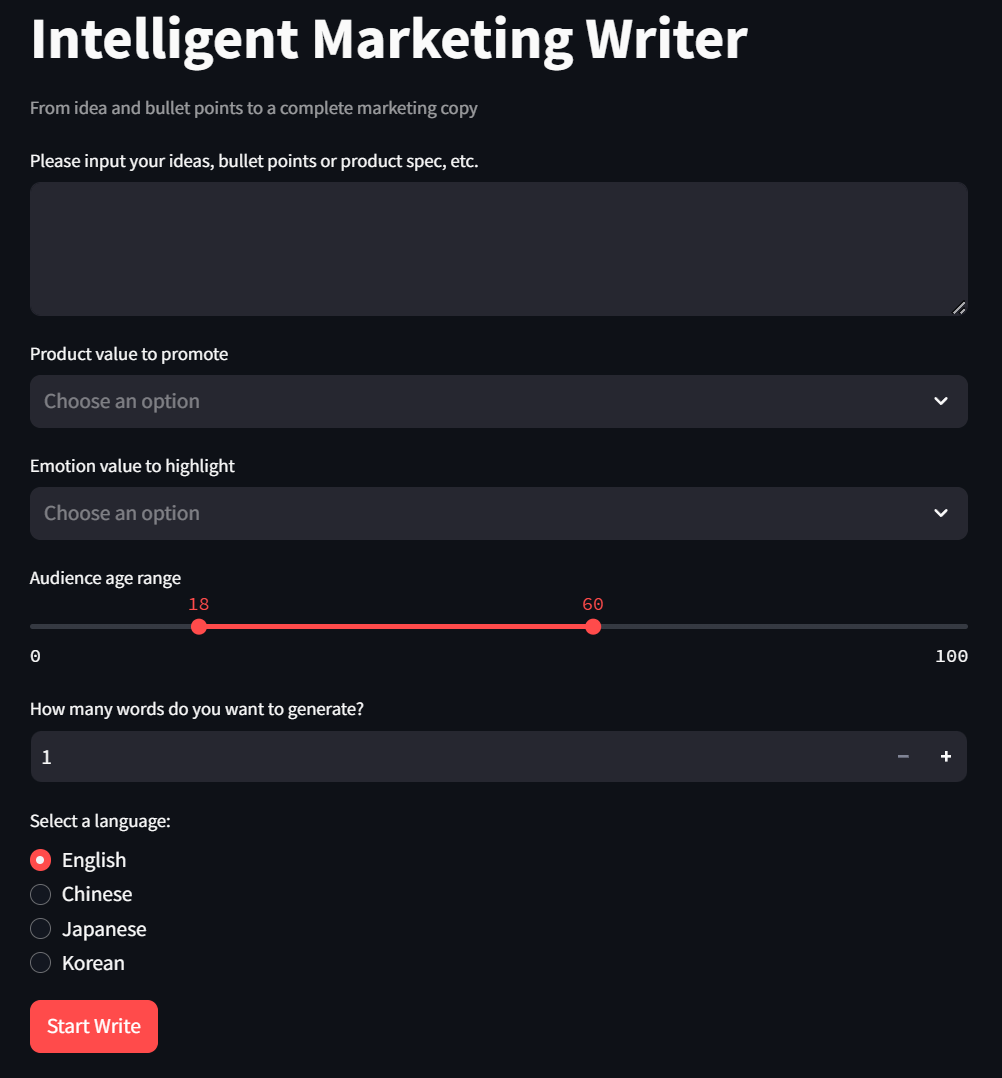 Intelligent Marketing Writer
From idea and bullet points to a complete marketing copy
Please input your ideas, bullet points or product spec, etc.
Product value to promote
Choose an option
Emotion value to highlight
Choose an option
Audience age range
18 60
0 100
How many words do you want to generate?
1
Select a language:
English
Chinese
Japanese
Korean
Start Write